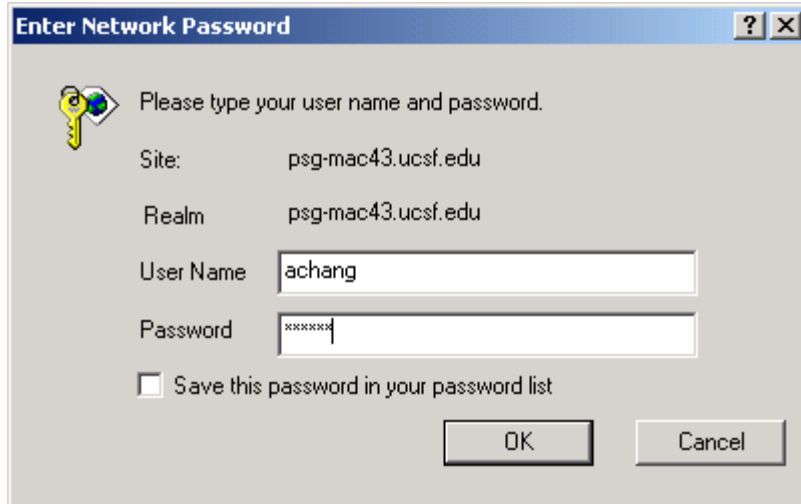 Enter Network Password
Please type your user name and password.
Site: psg-mac43.ucsf.edu
Realm psg-mac43.ucsf.edu
User Name achang
Password ******
Save this password in your password list
OK Cancel